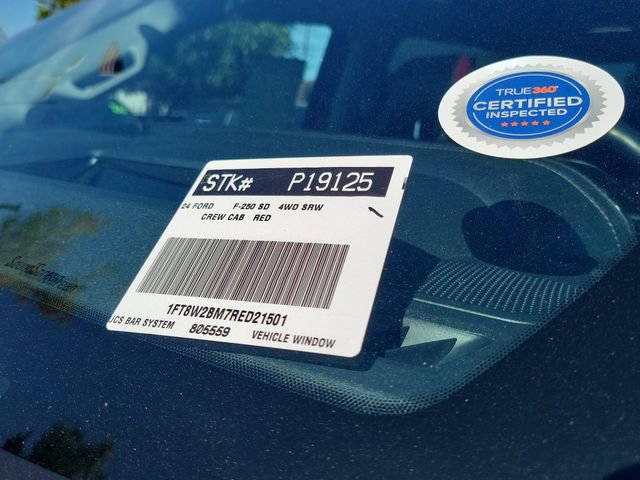 TRUE360°
CERTIFIED
INSPECTED
STK# P19125
24 FORD F-250 SD 4WD SRW
CREW CAB RED
1FT8W2BM7RED21501
JCS BAR SYSTEM 805559 VEHICLE WINDOW